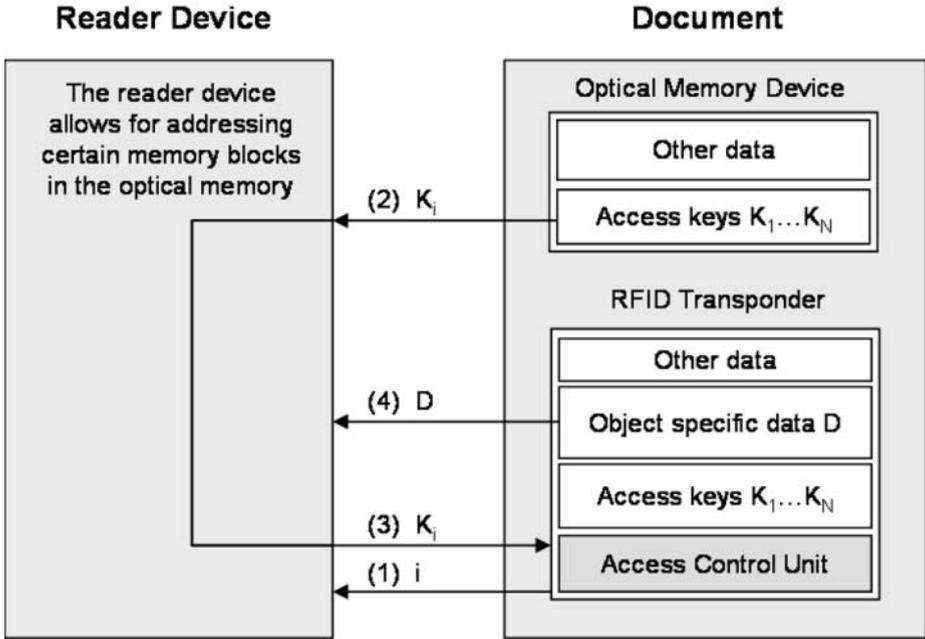 Reader Device
Document
The reader device
allows for addressing
certain memory blocks
in the optical memory
Optical Memory Device
Other data
(2) Kᵢ
Access keys K₁...K_N
RFID Transponder
Other data
(4) D
Object specific data D
Access keys K₁...K_N
(3) Kᵢ
Access Control Unit
(1) i